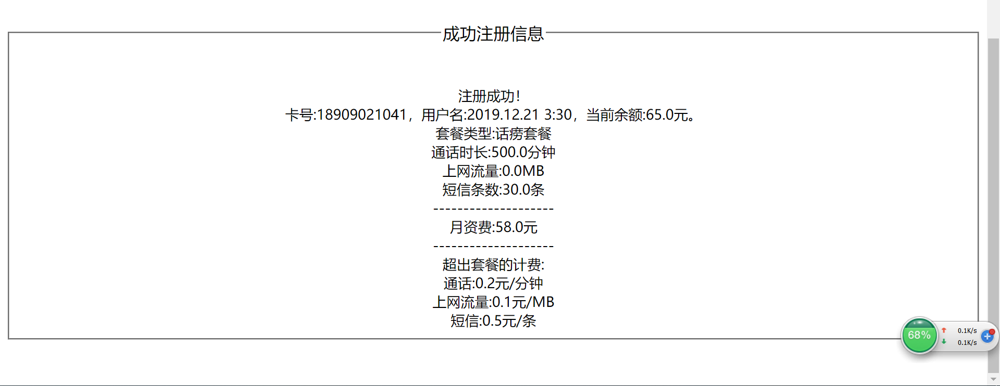 成功注册信息
注册成功！
卡号:18909021041，用户名:2019.12.21 3:30，当前余额:65.0元。
套餐类型:话痨套餐
通话时长:500.0分钟
上网流量:0.0MB
短信条数:30.0条
--------------------
月资费:58.0元
--------------------
超出套餐的计费:
通话:0.2元/分钟
上网流量:0.1元/MB
短信:0.5元/条
68%
0.1K/s
0.1K/s